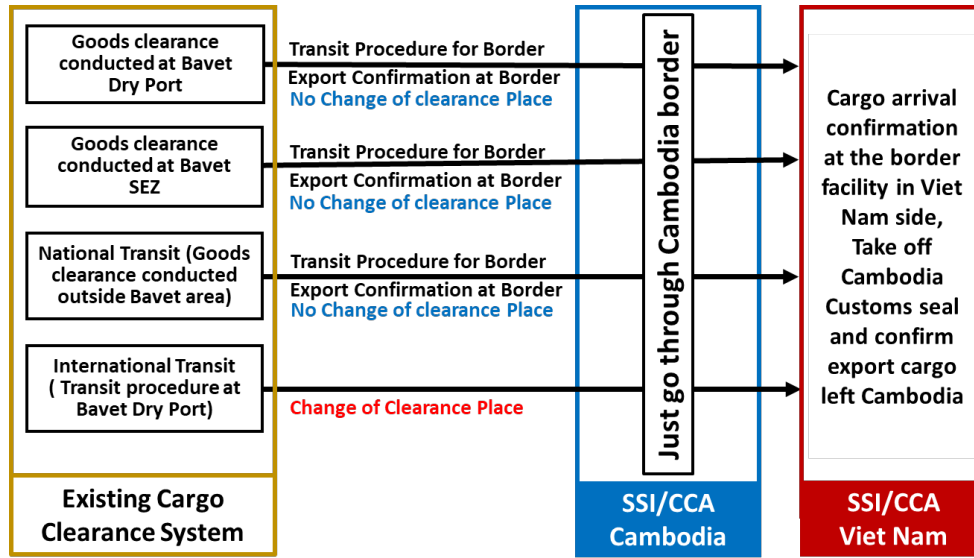 Goods clearance
conducted at Bavet
Dry Port
Transit Procedure for Border
Export Confirmation at Border
No Change of clearance Place
Goods clearance
conducted at Bavet
SEZ
Transit Procedure for Border
Export Confirmation at Border
No Change of clearance Place
National Transit (Goods
clearance conducted
outside Bavet area)
Transit Procedure for Border
Export Confirmation at Border
No Change of clearance Place
International Transit
( Transit procedure at
Bavet Dry Port)
Change of Clearance Place
Existing Cargo
Clearance System
Just go through Cambodia border
SSI/CCA
Cambodia
Cargo arrival
confirmation
at the border
facility in Viet
Nam side,
Take off
Cambodia
Customs seal
and confirm
export cargo
left Cambodia
SSI/CCA
Viet Nam